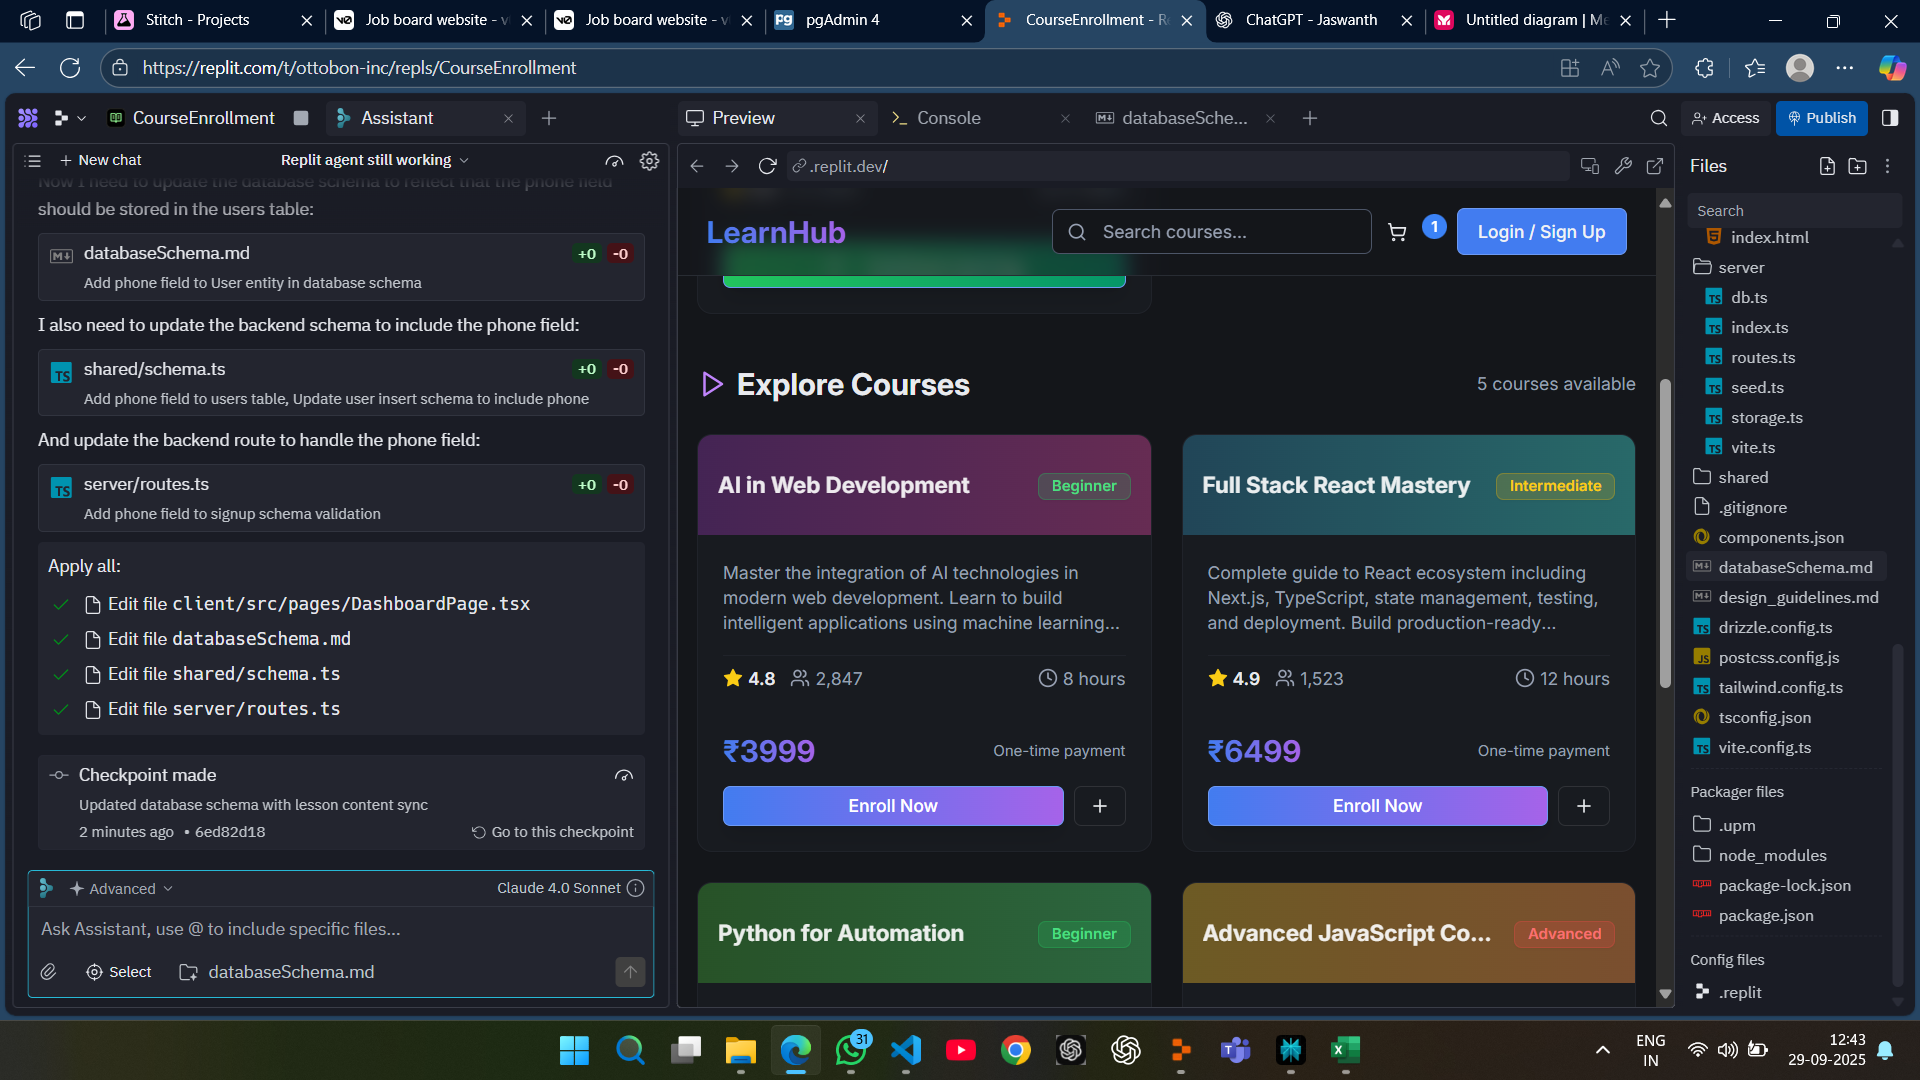 Stitch - Projects
Job board website - v
Job board website - v
pgAdmin 4
CourseEnrollment - Re
ChatGPT - Jaswanth
Untitled diagram | Me
https://replit.com/t/ottobon-inc/repls/CourseEnrollment
CourseEnrollment
Assistant
Preview
Console
databaseSche...
Access
Publish
New chat
Replit agent still working
.replit.dev/
Files
Now I need to update the database schema to reflect that the phone field
should be stored in the users table:
databaseSchema.md
+0 -0
Add phone field to User entity in database schema
I also need to update the backend schema to include the phone field:
shared/schema.ts
+0 -0
Add phone field to users table, Update user insert schema to include phone
And update the backend route to handle the phone field:
server/routes.ts
+0 -0
Add phone field to signup schema validation
Apply all:
Edit file client/src/pages/DashboardPage.tsx
Edit file databaseSchema.md
Edit file shared/schema.ts
Edit file server/routes.ts
Checkpoint made
Updated database schema with lesson content sync
2 minutes ago • 6ed82d18
Go to this checkpoint
Advanced
Claude 4.0 Sonnet
Ask Assistant, use @ to include specific files...
Select
databaseSchema.md
LearnHub
Search courses...
1
Login / Sign Up
Explore Courses
5 courses available
AI in Web Development
Beginner
Master the integration of AI technologies in
modern web development. Learn to build
intelligent applications using machine learning...
4.8
2,847
8 hours
₹3999
One-time payment
Enroll Now
+
Full Stack React Mastery
Intermediate
Complete guide to React ecosystem including
Next.js, TypeScript, state management, testing,
and deployment. Build production-ready...
4.9
1,523
12 hours
₹6499
One-time payment
Enroll Now
+
Python for Automation
Beginner
Advanced JavaScript Co...
Advanced
Search
index.html
server
db.ts
index.ts
routes.ts
seed.ts
storage.ts
vite.ts
shared
.gitignore
components.json
databaseSchema.md
design_guidelines.md
drizzle.config.ts
postcss.config.js
tailwind.config.ts
tsconfig.json
vite.config.ts
Packager files
.upm
node_modules
package-lock.json
package.json
Config files
.replit
31
ENG
IN
12:43
29-09-2025